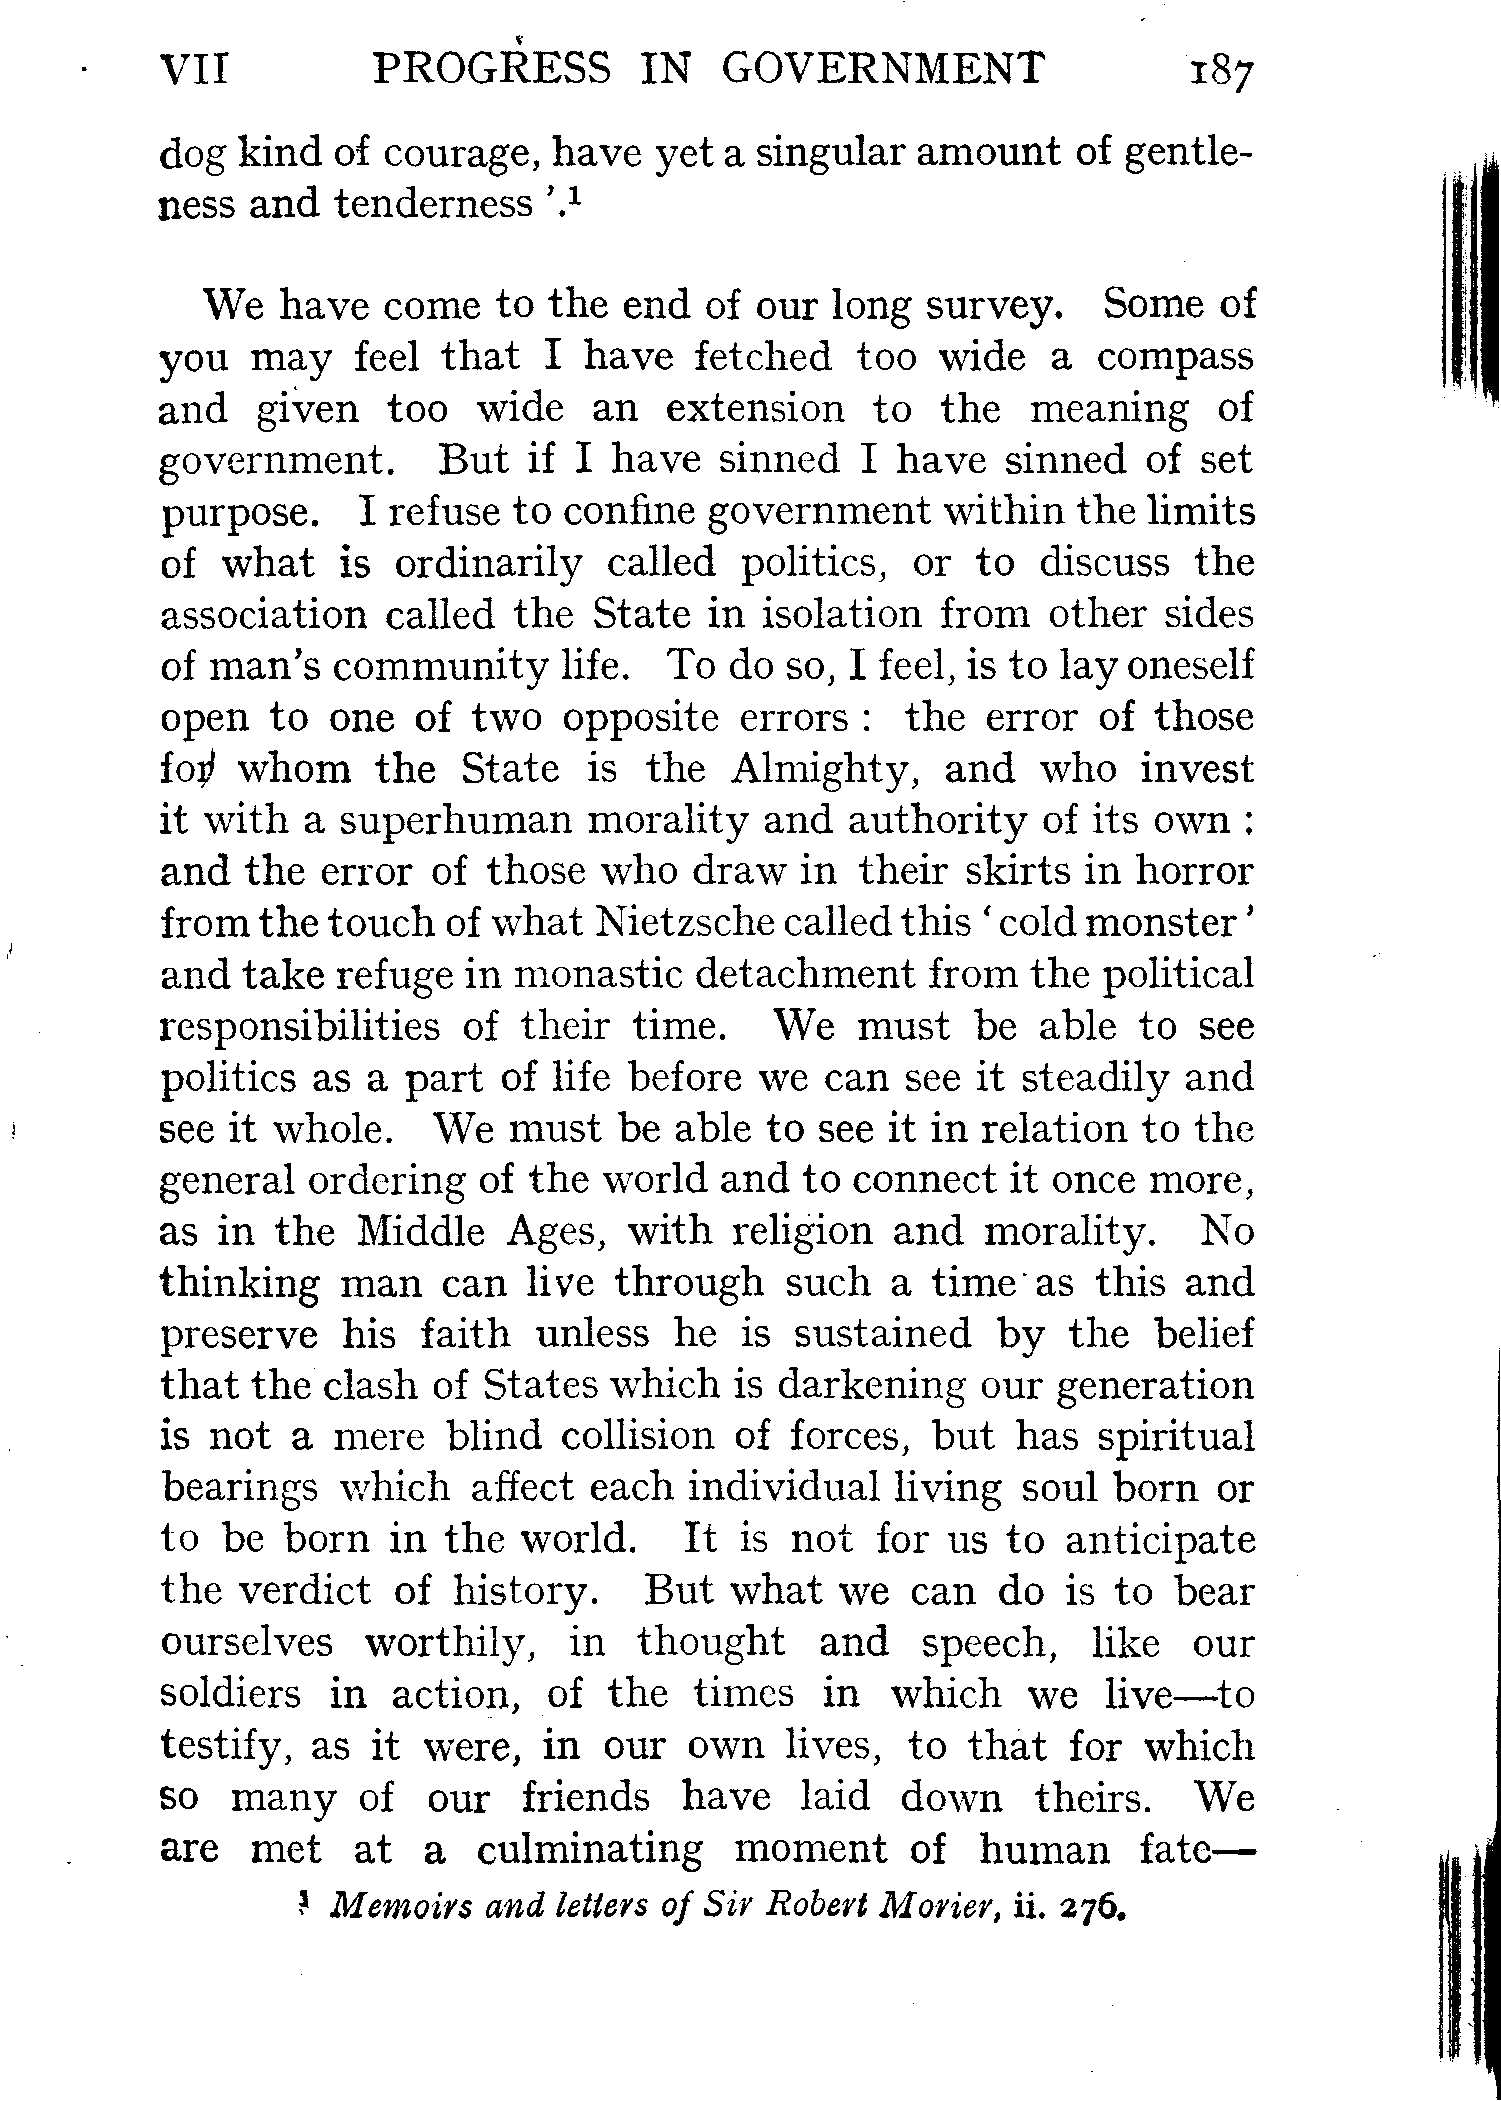 VII PROGRESS IN GOVERNMENT 187
dog kind of courage, have yet a singular amount of gentle-
ness and tenderness '.¹
We have come to the end of our long survey. Some of
you may feel that I have fetched too wide a compass
and given too wide an extension to the meaning of
government. But if I have sinned I have sinned of set
purpose. I refuse to confine government within the limits
of what is ordinarily called politics, or to discuss the
association called the State in isolation from other sides
of man's community life. To do so, I feel, is to lay oneself
open to one of two opposite errors : the error of those
for whom the State is the Almighty, and who invest
it with a superhuman morality and authority of its own :
and the error of those who draw in their skirts in horror
from the touch of what Nietzsche called this ' cold monster '
and take refuge in monastic detachment from the political
responsibilities of their time. We must be able to see
politics as a part of life before we can see it steadily and
see it whole. We must be able to see it in relation to the
general ordering of the world and to connect it once more,
as in the Middle Ages, with religion and morality. No
thinking man can live through such a time as this and
preserve his faith unless he is sustained by the belief
that the clash of States which is darkening our generation
is not a mere blind collision of forces, but has spiritual
bearings which affect each individual living soul born or
to be born in the world. It is not for us to anticipate
the verdict of history. But what we can do is to bear
ourselves worthily, in thought and speech, like our
soldiers in action, of the times in which we live—to
testify, as it were, in our own lives, to that for which
so many of our friends have laid down theirs. We
are met at a culminating moment of human fate—
¹ Memoirs and letters of Sir Robert Morier, ii. 276.